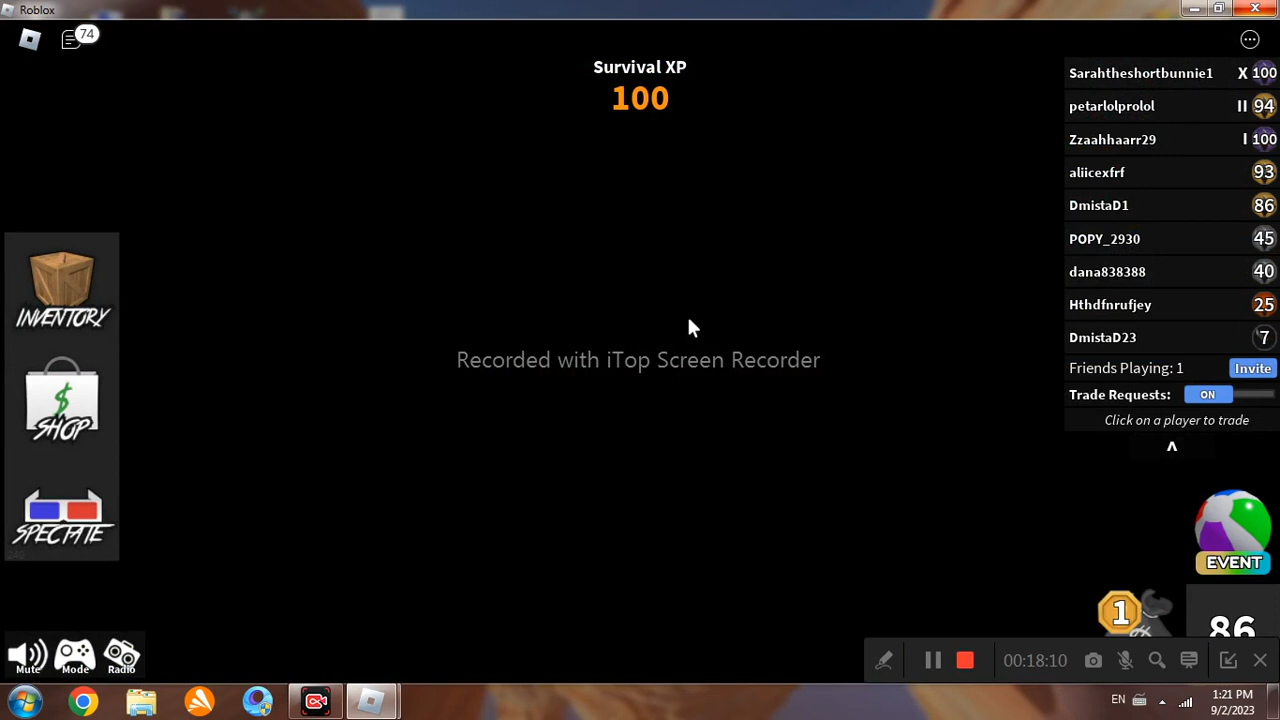 Roblox
74
Survival XP
100
Sarahtheshortbunnie1 X 100
petarlolprolol II 94
Zzaahhaarr29 I 100
aliicexfrf 93
DmistaD1 86
POPY_2930 45
dana838388 40
Hthdfnrufjey 25
DmistaD23 7
Friends Playing: 1 Invite
Trade Requests: ON
Click on a player to trade
^
INVENTORY
$
SHOP
SPECTATE
240
Recorded with iTop Screen Recorder
EVENT
1
86
Mute Mode Radio
00:18:10
EN 1:21 PM
9/2/2023